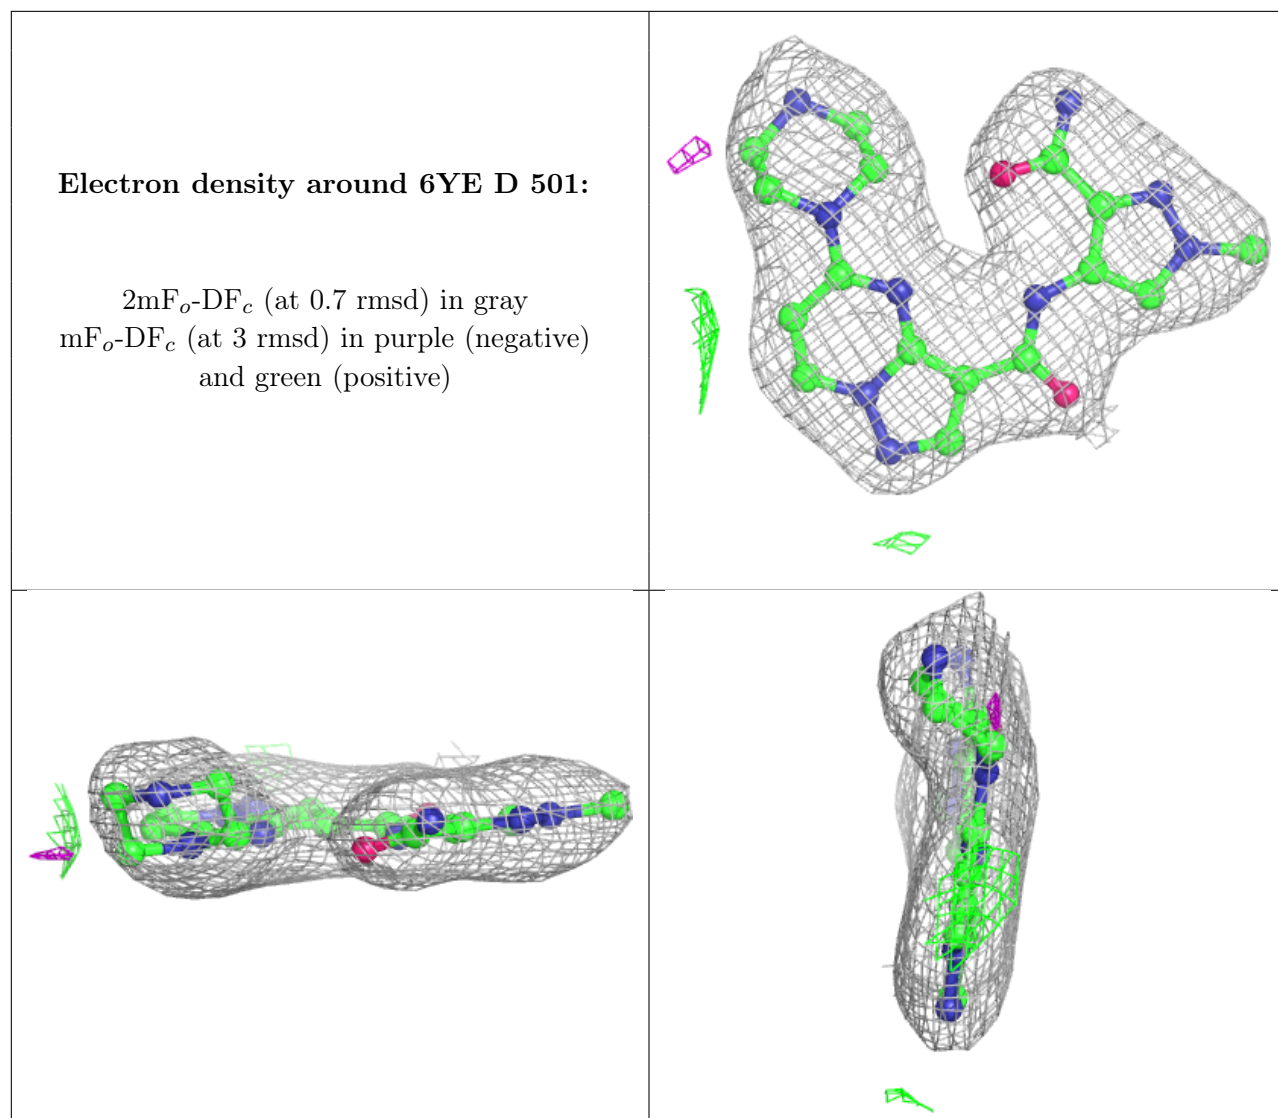 Electron density around 6YE D 501:
2mFo-DFc (at 0.7 rmsd) in gray
mFo-DFc (at 3 rmsd) in purple (negative)
and green (positive)